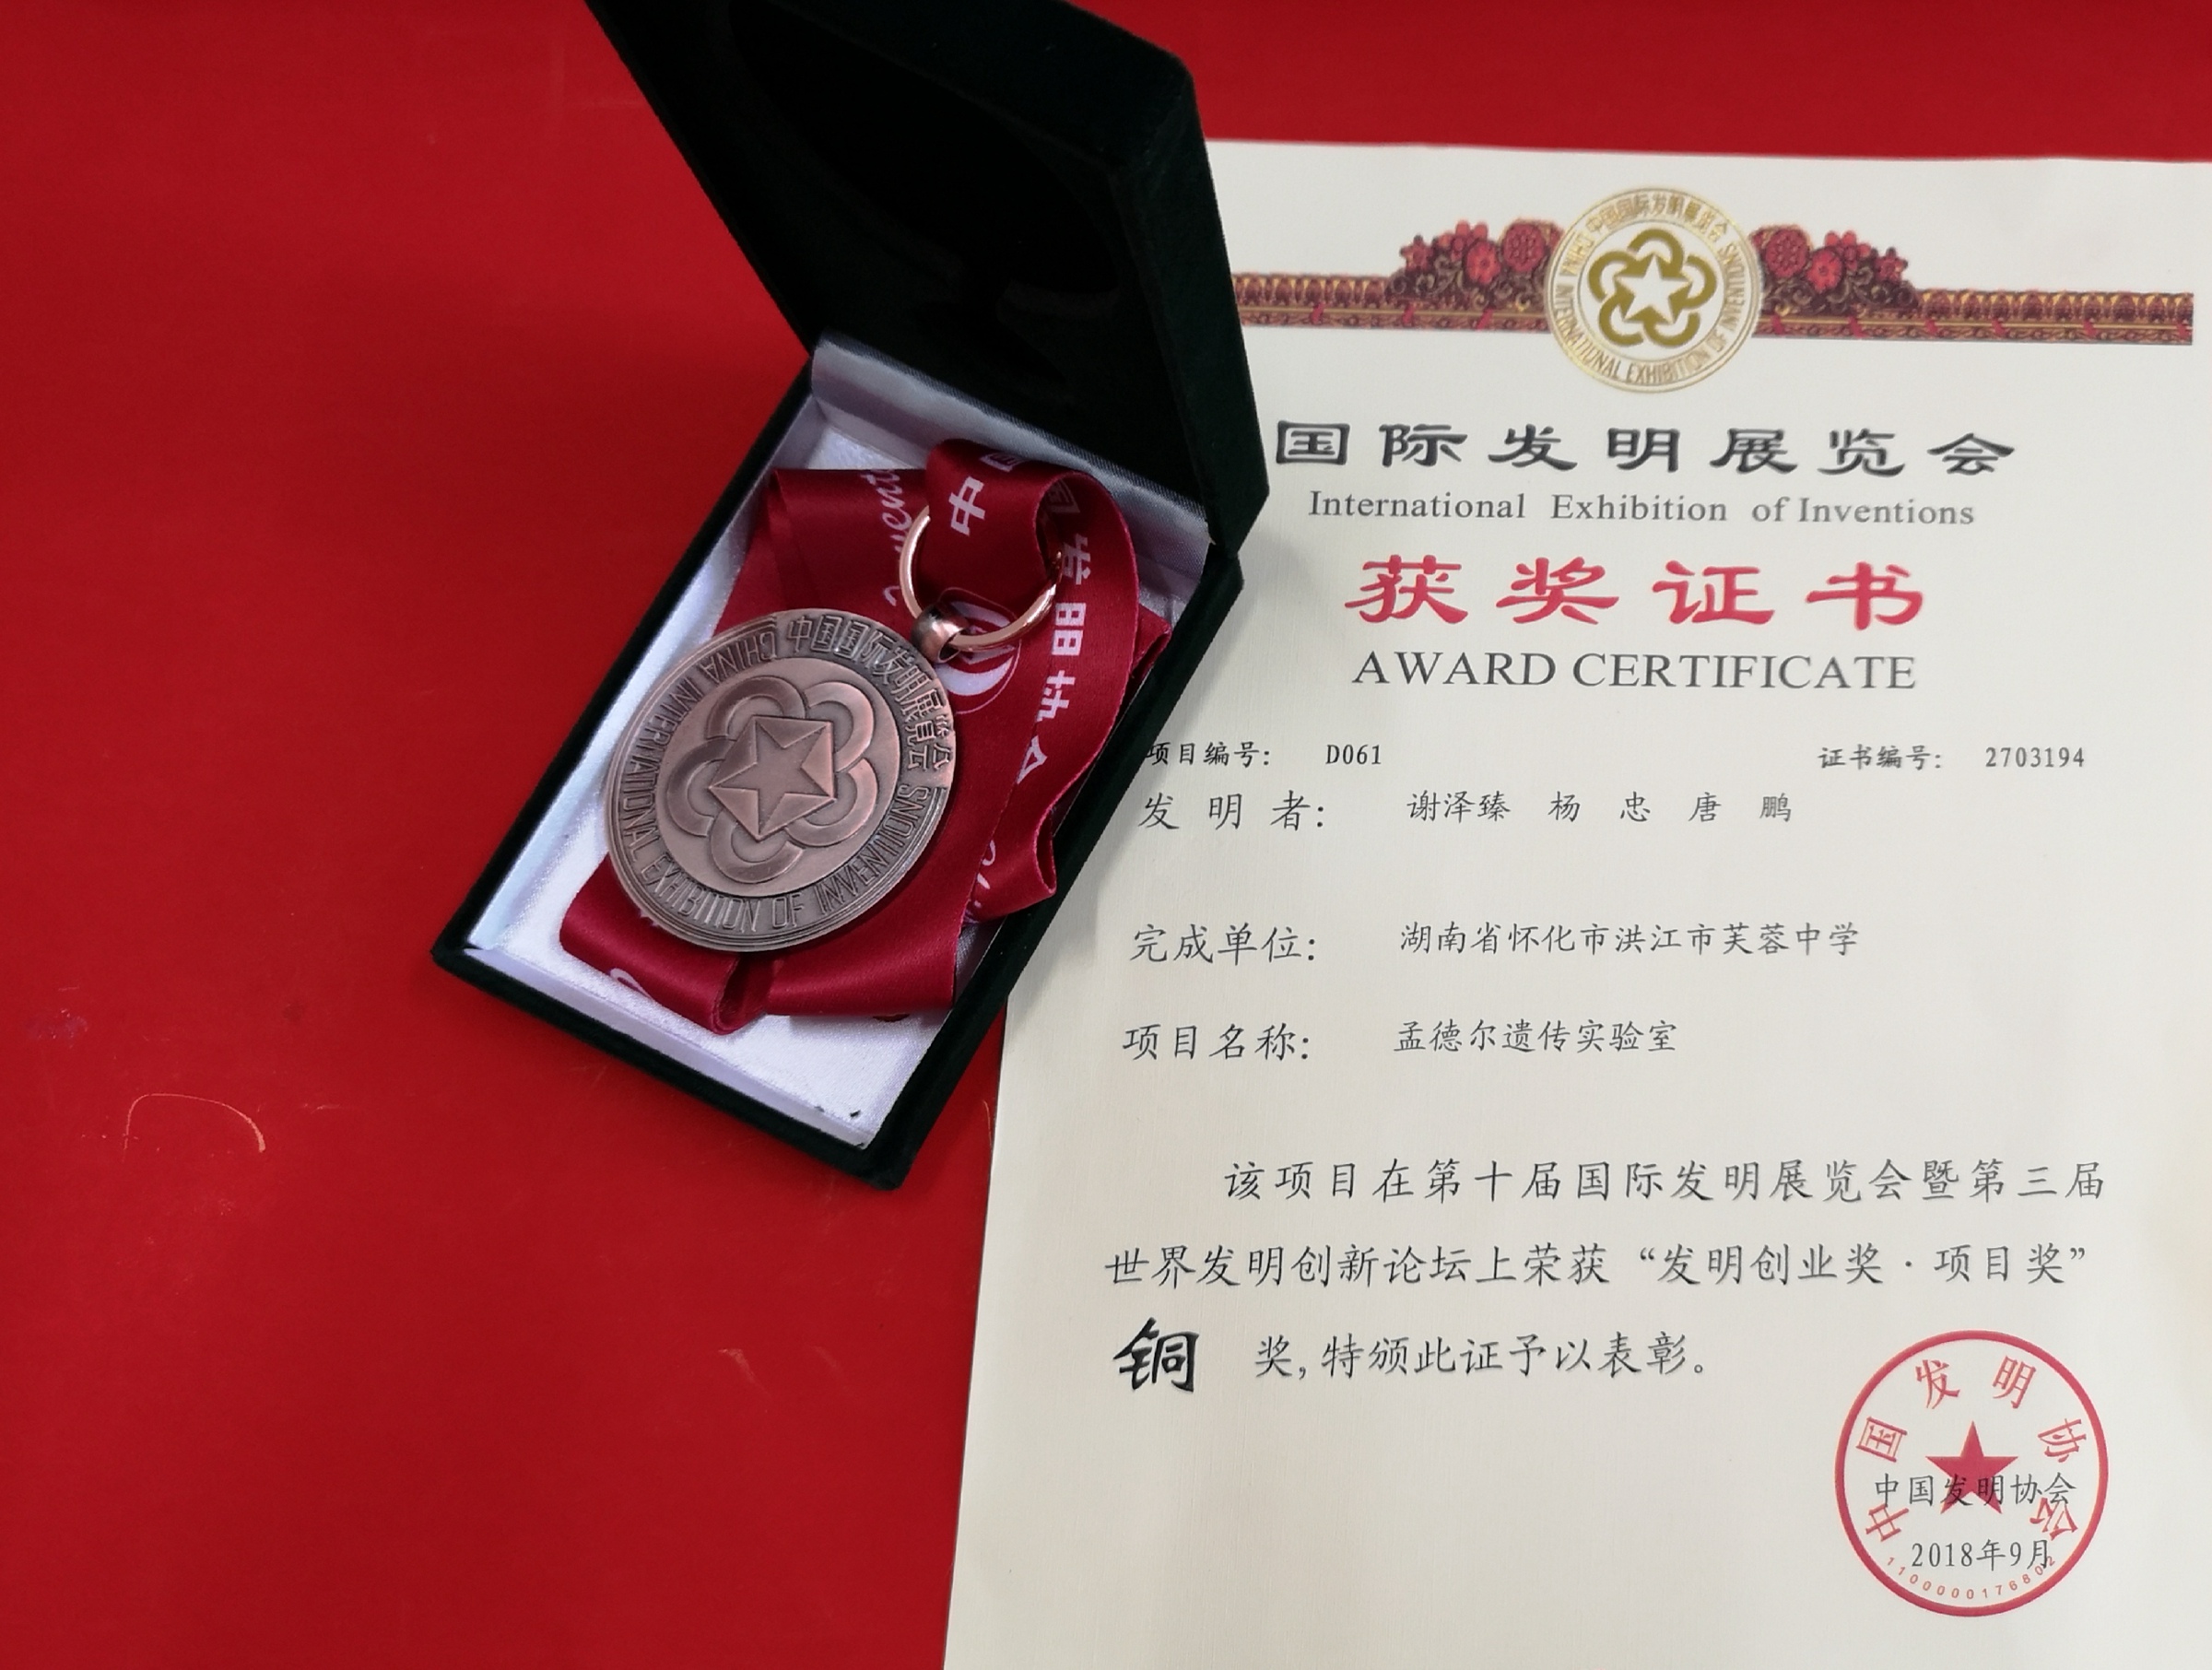 中国国际发明展览会
CHINA INTERNATIONAL EXHIBITION OF INVENTIONS
国际发明展览会
International Exhibition of Inventions
获奖证书
AWARD CERTIFICATE
项目编号: D061 证书编号: 2703194
发明者: 谢泽臻 杨忠 唐鹏
完成单位: 湖南省怀化市洪江市芙蓉中学
项目名称: 孟德尔遗传实验室
该项目在第十届国际发明展览会暨第三届
世界发明创新论坛上荣获“发明创业奖·项目奖”
铜 奖,特颁此证予以表彰。
中国发明协会
中国发明协会
2018年9月
中国发明协会
中国国际发明展览会
CHINA INTERNATIONAL EXHIBITION OF INVENTIONS